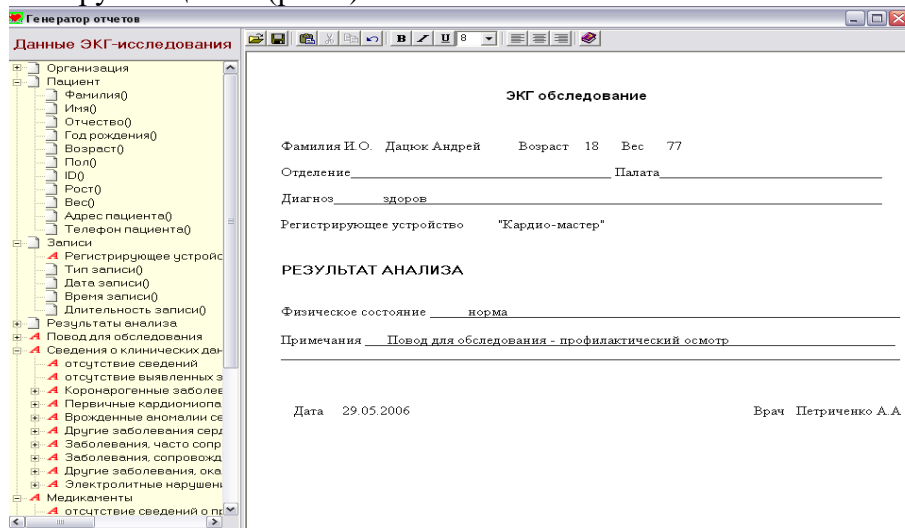 Генератор отчетов
Данные ЭКГ-исследования
B I U 8
Организация
Пациент
Фамилия()
Имя()
Отчество()
Год рождения()
Возраст()
Пол()
ID()
Рост()
Вес()
Адрес пациента()
Телефон пациента()
Записи
Регистрирующее устройс
Тип записи()
Дата записи()
Время записи()
Длительность записи()
Результаты анализа
Повод для обследования
Сведения о клинических дан
отсутствие сведений
отсутствие выявленных з
Коронарогенные заболев
Первичные кардиомиопа
Врожденные аномалии се
Другие заболевания серд
Заболевания, часто сопр
Заболевания, сопровожд
Другие заболевания, ока
Электролитные нарушени
Медикаменты
отсутствие сведений о пр
ЭКГ обследование
Фамилия И.О. Дацюк Андрей Возраст 18 Вес 77
Отделение Палата
Диагноз здоров
Регистрирующее устройство "Кардио-мастер"
РЕЗУЛЬТАТ АНАЛИЗА
Физическое состояние норма
Примечания Повод для обследования - профилактический осмотр
Дата 29.05.2006 Врач Петриченко А.А